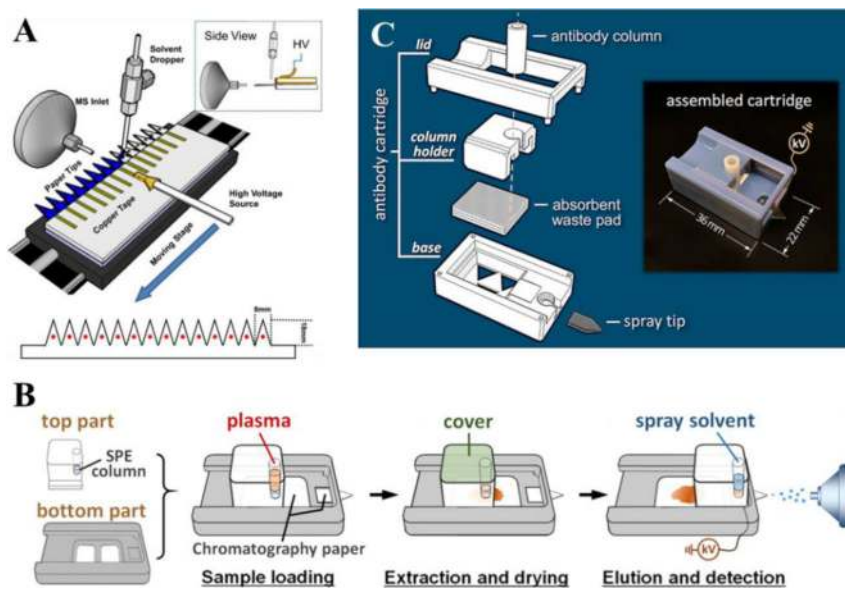 A
Solvent
Dropper
Side View
HV
MS Inlet
Paper Tips
High Voltage
Source
Copper Tape
Moving Stage
6mm
C
lid
antibody column
antibody cartridge
column
holder
absorbent
waste pad
base
spray tip
assembled cartridge
kV
36 mm
22 mm
B
top part
SPE
column
bottom part
plasma
Chromatography paper
Sample loading
cover
Extraction and drying
spray solvent
kV
Elution and detection